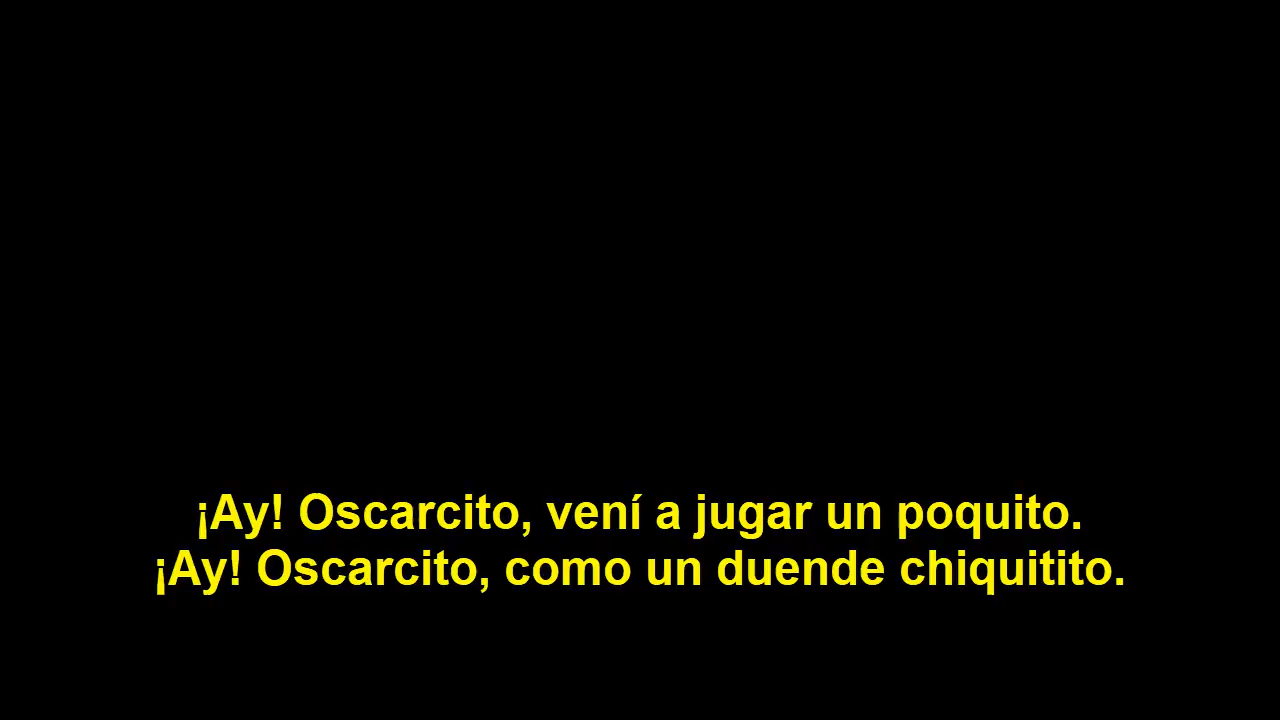 ¡Ay! Oscarcito, vení a jugar un poquito.
¡Ay! Oscarcito, como un duende chiquitito.